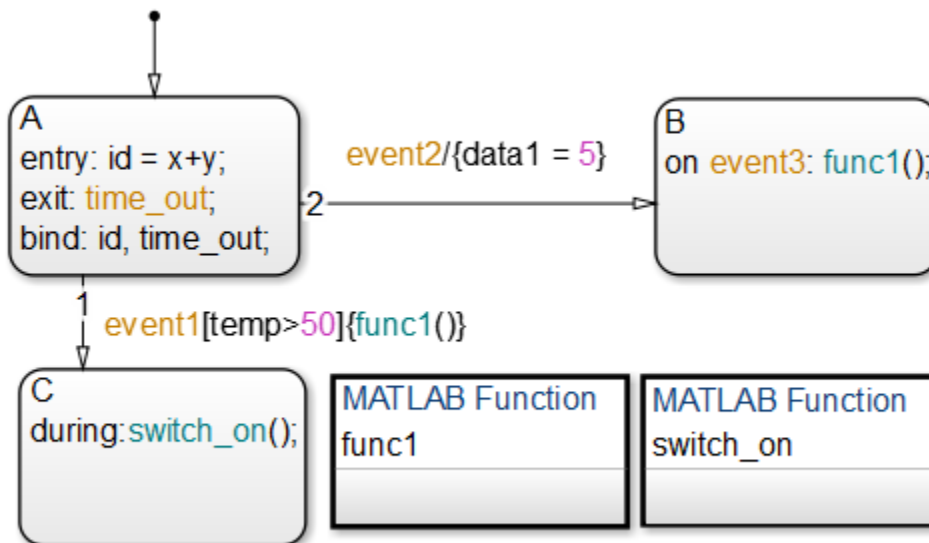 A
entry: id = x+y;
exit: time_out;
bind: id, time_out;
event2/{data1 = 5}
2
B
on event3: func1();
1
event1[temp>50]{func1()}
C
during:switch_on();
MATLAB Function
func1
MATLAB Function
switch_on